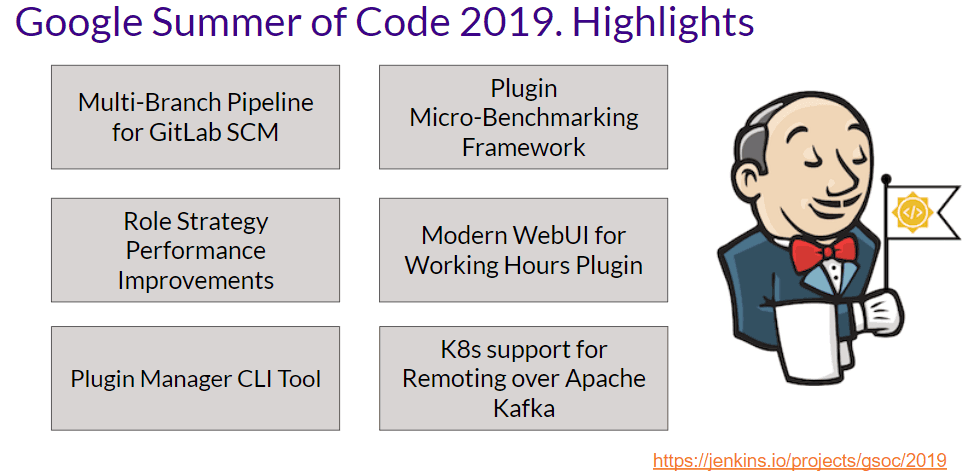 Google Summer of Code 2019. Highlights
Multi-Branch Pipeline
for GitLab SCM
Plugin
Micro-Benchmarking
Framework
Role Strategy
Performance
Improvements
Modern WebUI for
Working Hours Plugin
Plugin Manager CLI Tool
K8s support for
Remoting over Apache
Kafka
</>
https://jenkins.io/projects/gsoc/2019